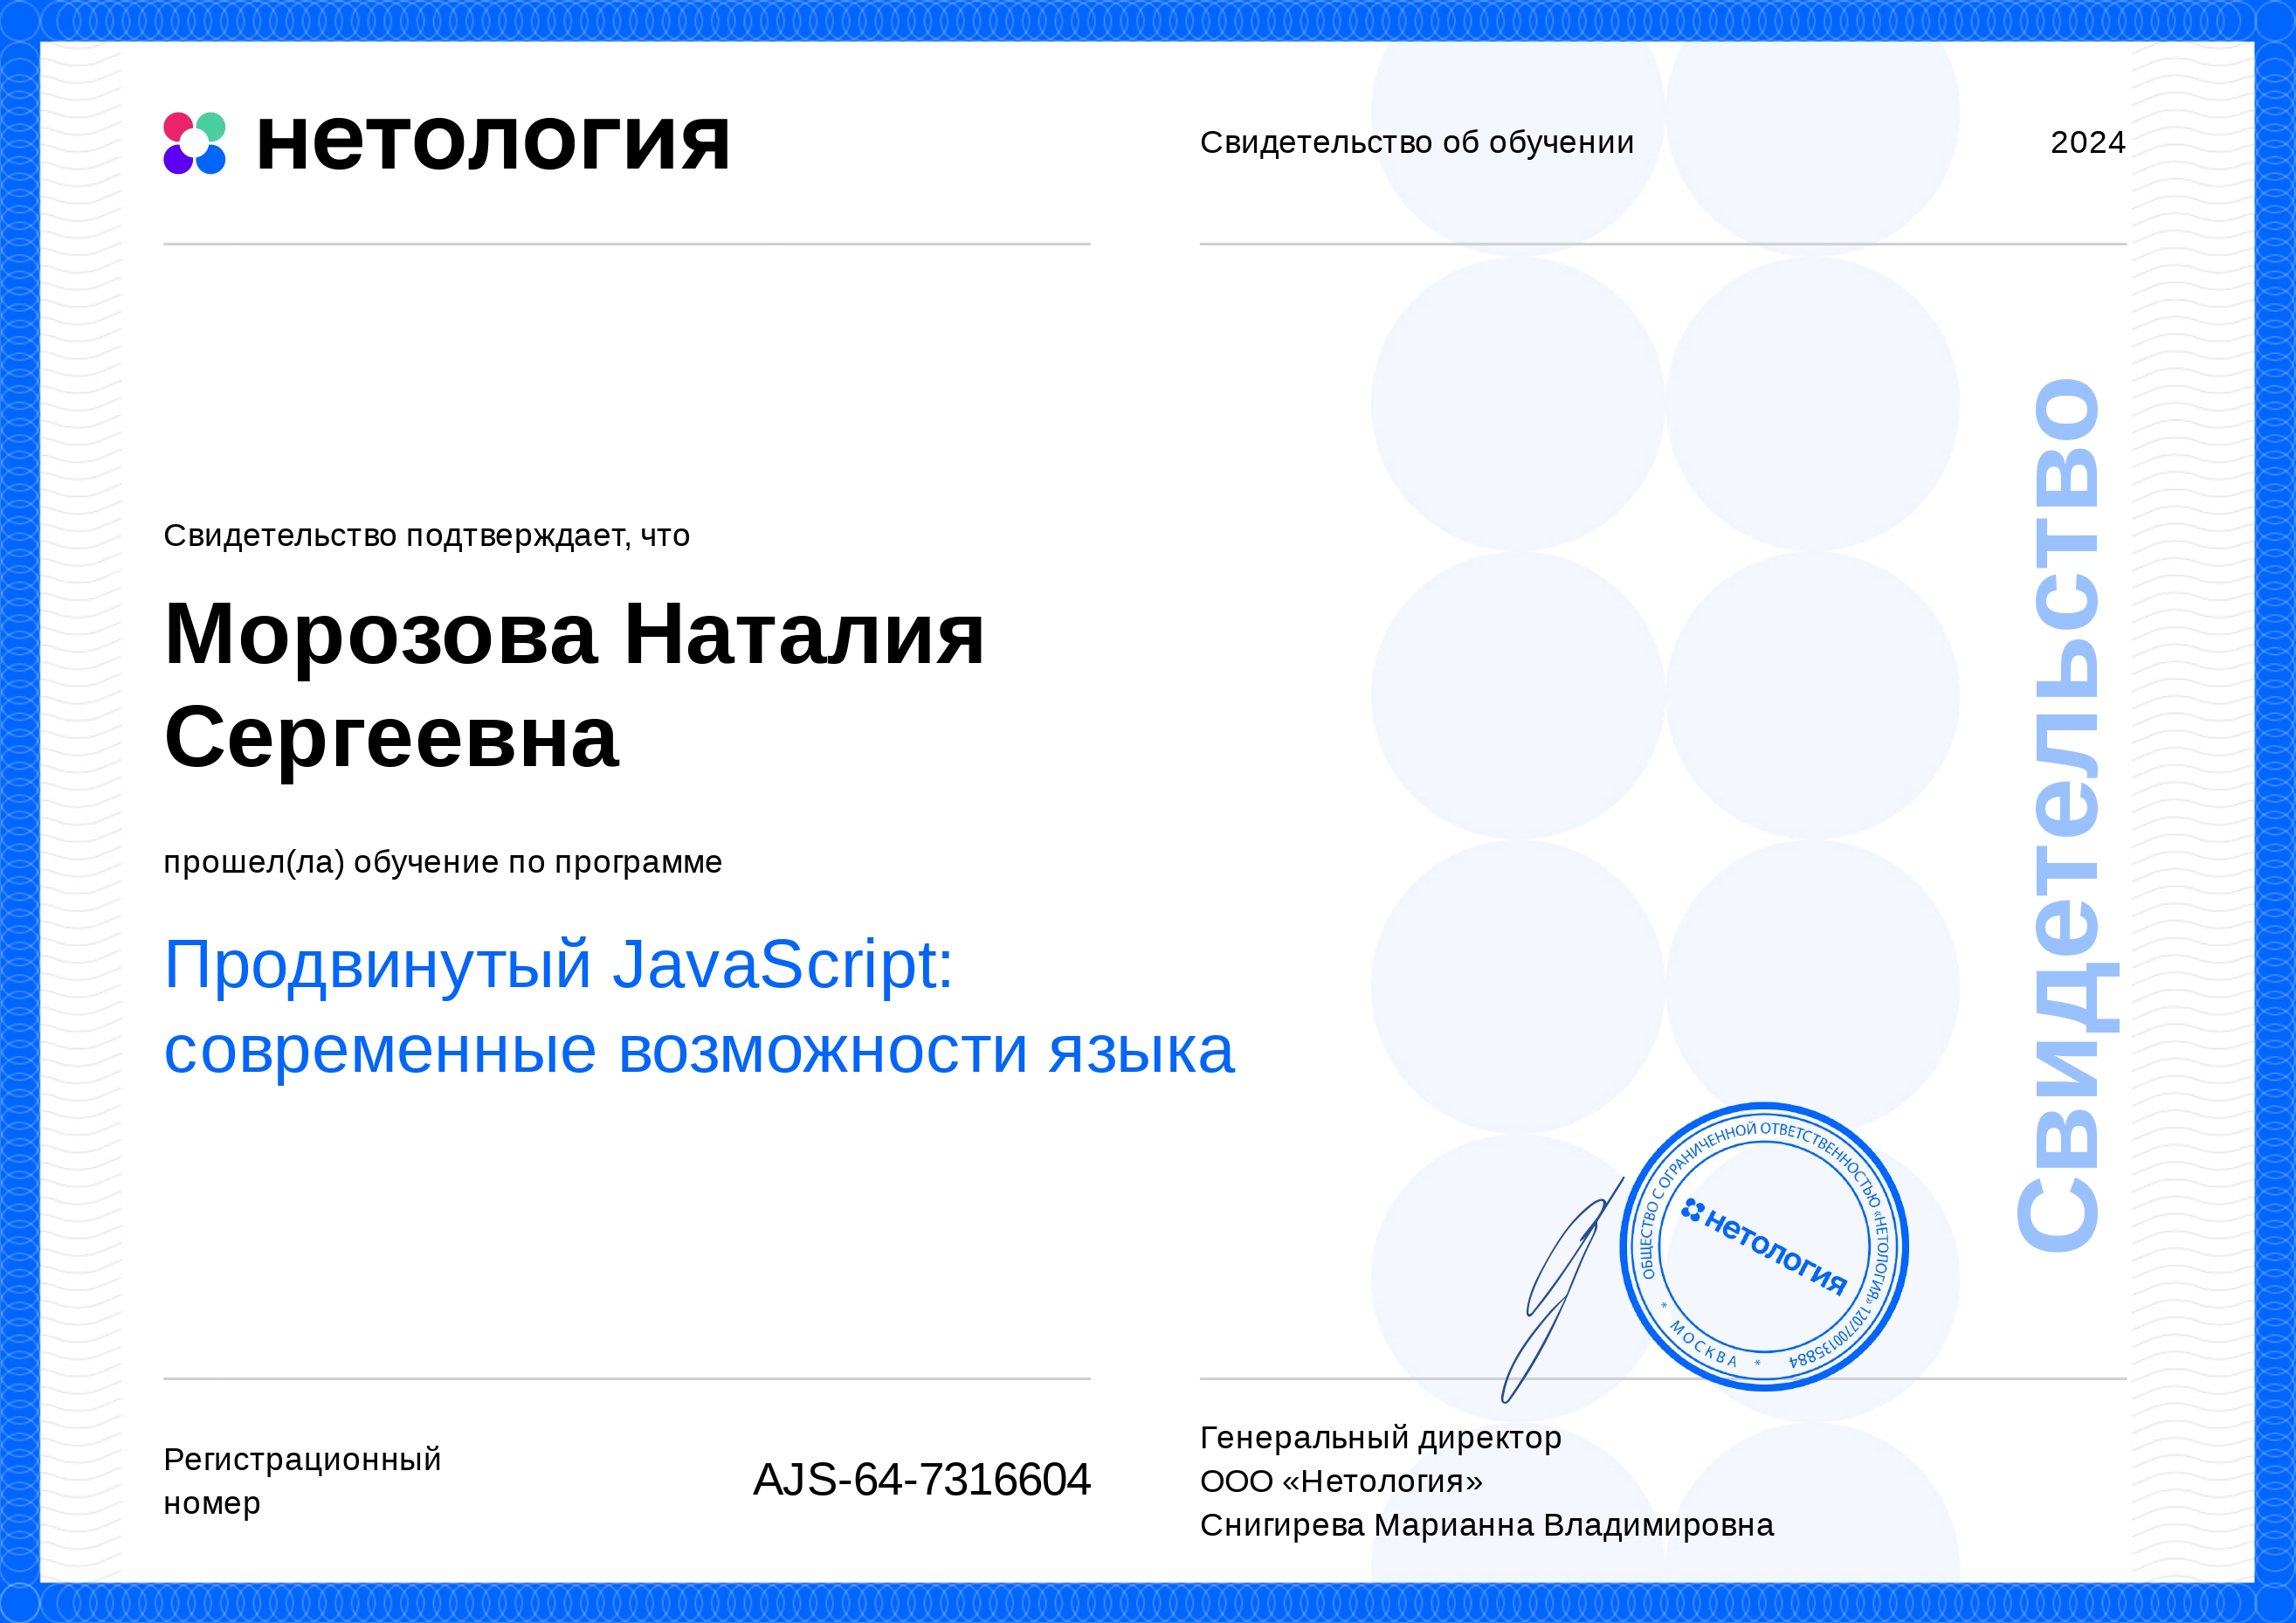 нетология
Свидетельство об обучении
2024
Свидетельство подтверждает, что
Морозова Наталия
Сергеевна
прошел(ла) обучение по программе
Продвинутый JavaScript:
современные возможности языка
Свидетельство
ОБЩЕСТВО С ОГРАНИЧЕННОЙ ОТВЕТСТВЕННОСТЬЮ «НЕТОЛОГИЯ» 1207700135884
* МОСКВА *
нетология
Регистрационный
номер
AJS-64-7316604
Генеральный директор
ООО «Нетология»
Снигирева Марианна Владимировна